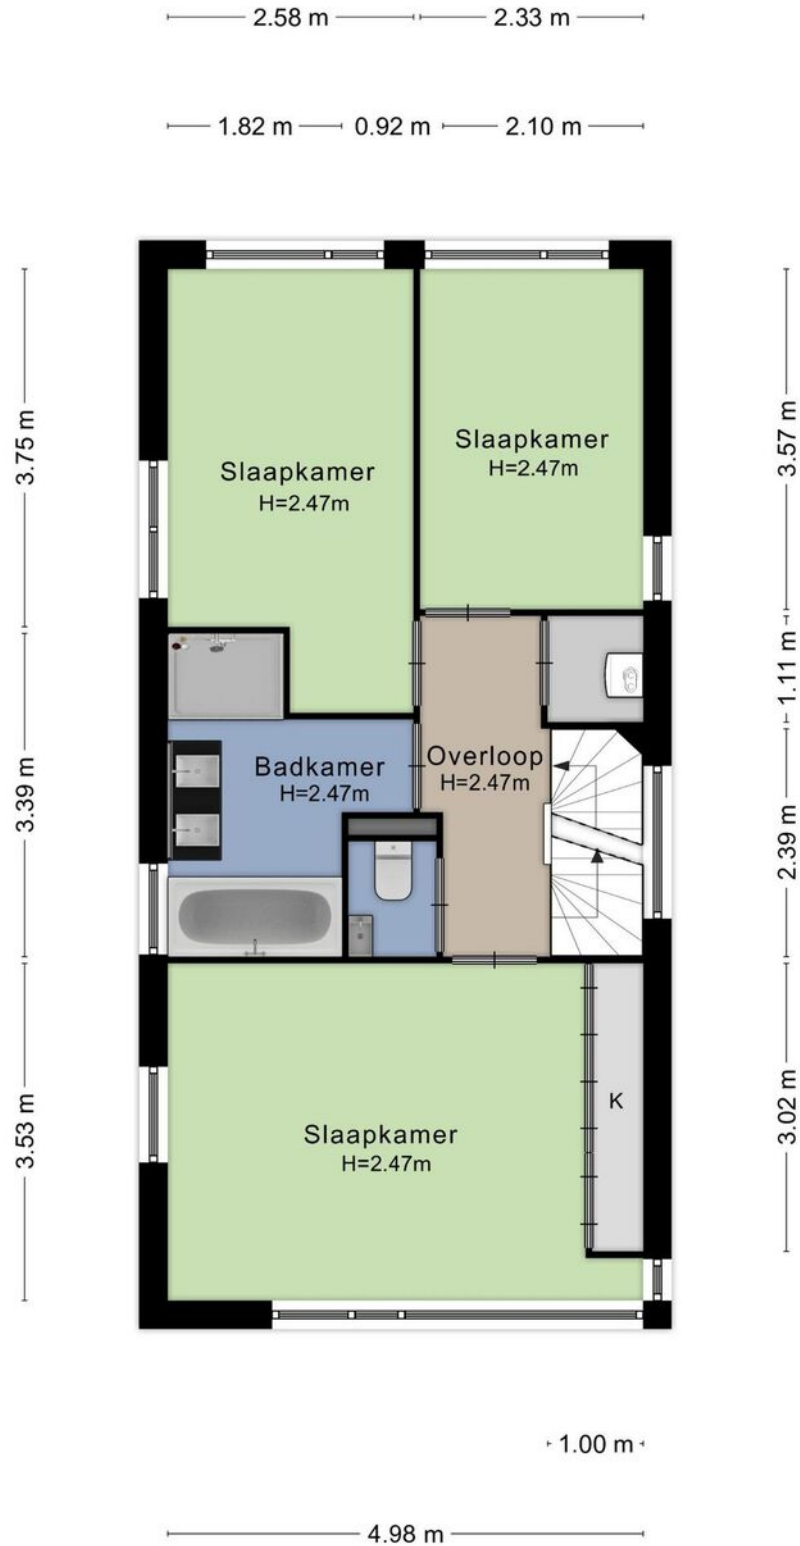 2.58 m
2.33 m
1.82 m
0.92 m
2.10 m
3.75 m
3.57 m
Slaapkamer
H=2.47m
Slaapkamer
H=2.47m
1.11 m
Badkamer
H=2.47m
Overloop
H=2.47m
3.39 m
2.39 m
3.53 m
3.02 m
K
Slaapkamer
H=2.47m
1.00 m
4.98 m